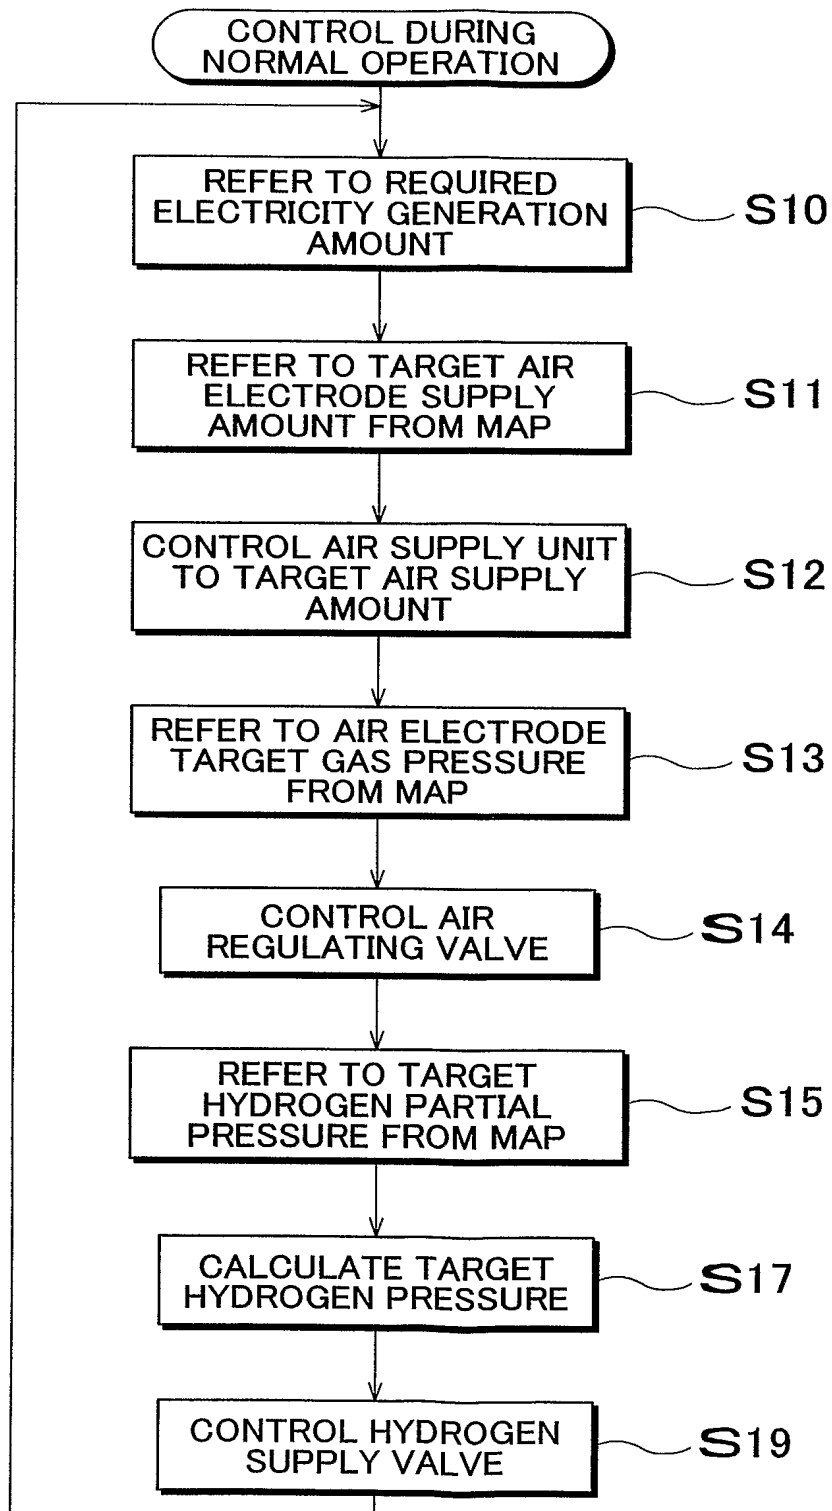 CONTROL DURING
NORMAL OPERATION
REFER TO REQUIRED
ELECTRICITY GENERATION
AMOUNT
S10
REFER TO TARGET AIR
ELECTRODE SUPPLY
AMOUNT FROM MAP
S11
CONTROL AIR SUPPLY UNIT
TO TARGET AIR SUPPLY
AMOUNT
S12
REFER TO AIR ELECTRODE
TARGET GAS PRESSURE
FROM MAP
S13
CONTROL AIR
REGULATING VALVE
S14
REFER TO TARGET
HYDROGEN PARTIAL
PRESSURE FROM MAP
S15
CALCULATE TARGET
HYDROGEN PRESSURE
S17
CONTROL HYDROGEN
SUPPLY VALVE
S19